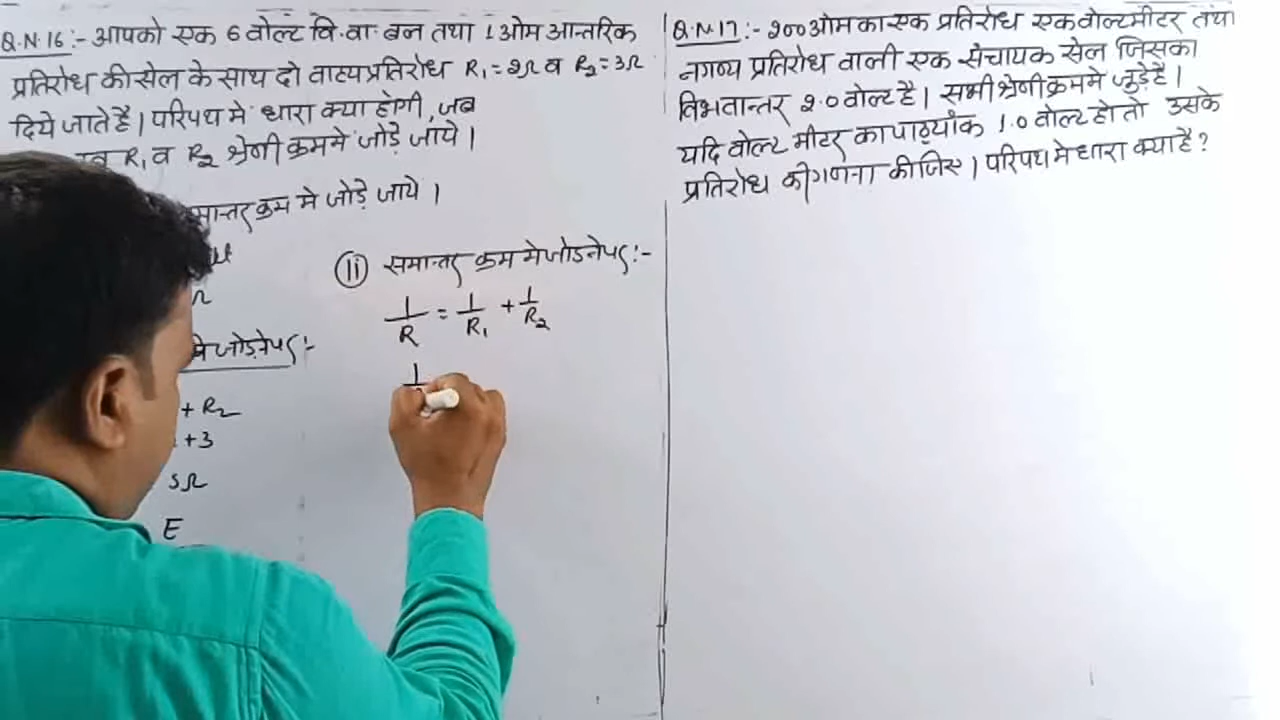 Q.N.16:- आपको एक 6 वोल्ट वि.वा.बल तथा 1 ओम आन्तरिक
प्रतिरोध की सेल के साथ दो वाह्य प्रतिरोध R₁=2Ω व R₂=3Ω
दिये जाते है। परिपथ मे धारा क्या होगी, जब
R₁ व R₂ श्रेणी क्रम मे जोड़े जाये।
क्रम मे जोड़े जाये।
Ω
मे जोड़ने पर:-
+ R₂
+3
5Ω
E
(ii) समान्तर क्रम मे जोडने पर:-
1/R = 1/R₁ + 1/R₂
1
Q.N.17:- 200 ओम का एक प्रतिरोध एक वोल्टमीटर तथा
नगण्य प्रतिरोध वाली एक संचायक सेल जिसका
विभवान्तर 2.0 वोल्ट है। सभी श्रेणी क्रम मे जुड़े है।
यदि वोल्ट मीटर का पाठ्यांक 1.0 वोल्ट हो तो उसके
प्रतिरोध की गणना कीजिए। परिपथ मे धारा क्या है?